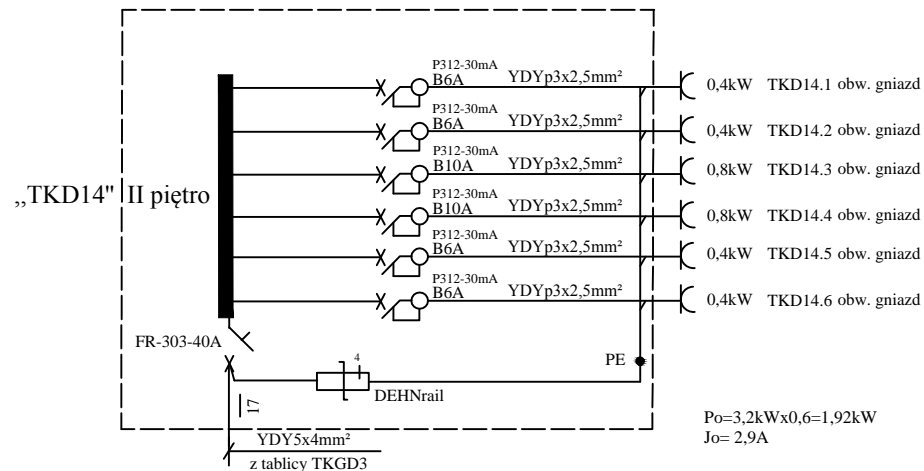 P312-30mA
B6A YDYp3x2,5mm² 0,4kW TKD14.1 obw. gniazd
P312-30mA
B6A YDYp3x2,5mm² 0,4kW TKD14.2 obw. gniazd
P312-30mA
B10A YDYp3x2,5mm² 0,8kW TKD14.3 obw. gniazd
,,TKD14" II piętro
P312-30mA
B10A YDYp3x2,5mm² 0,8kW TKD14.4 obw. gniazd
P312-30mA
B6A YDYp3x2,5mm² 0,4kW TKD14.5 obw. gniazd
P312-30mA
B6A YDYp3x2,5mm² 0,4kW TKD14.6 obw. gniazd
FR-303-40A
PE
4
DEHNrail
17
Po=3,2kWx0,6=1,92kW
Jo= 2,9A
YDY5x4mm²
z tablicy TKGD3